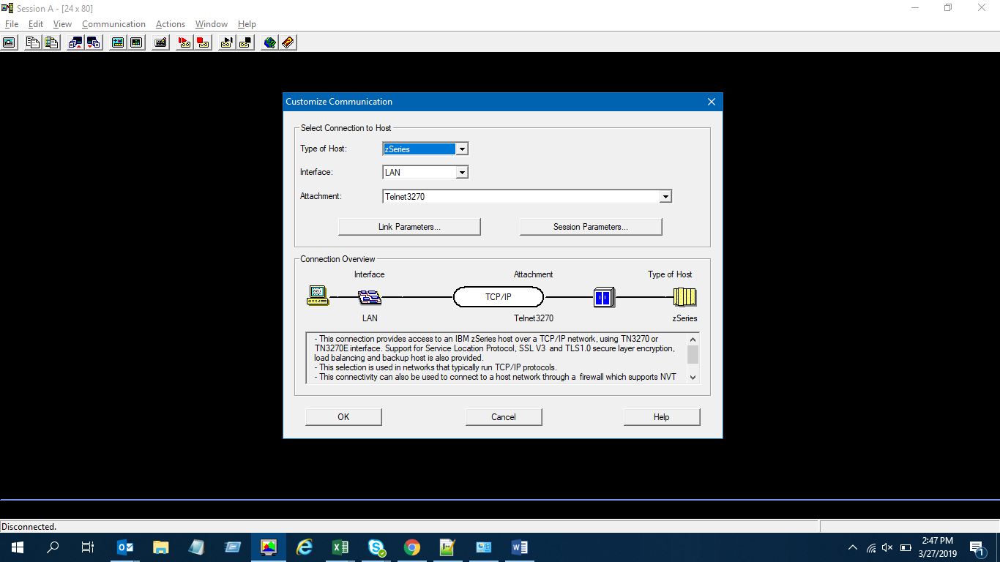 Session A - [24 x 80]
File Edit View Communication Actions Window Help
Customize Communication
Select Connection to Host
Type of Host: zSeries
Interface: LAN
Attachment: Telnet3270
Link Parameters... Session Parameters...
Connection Overview
Interface Attachment Type of Host
TCP/IP
LAN Telnet3270 zSeries
- This connection provides access to an IBM zSeries host over a TCP/IP network, using TN3270 or
TN3270E interface. Support for Service Location Protocol, SSL V3 and TLS1.0 secure layer encryption,
load balancing and backup host is also provided.
- This selection is used in networks that typically run TCP/IP protocols.
- This connectivity can also be used to connect to a host network through a firewall which supports NVT
OK Cancel Help
Disconnected.
2:47 PM
3/27/2019
1